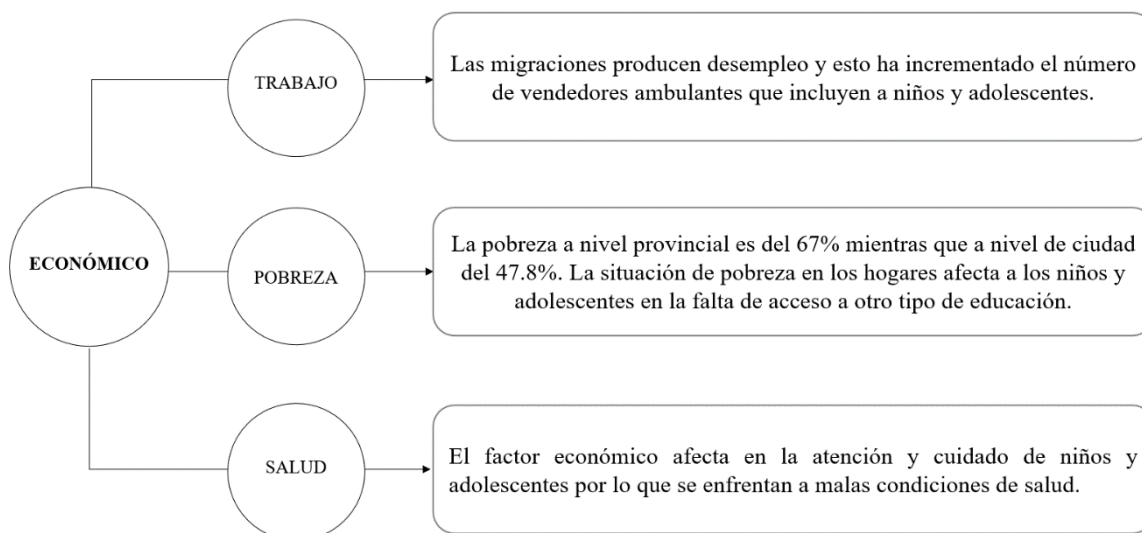 ECONÓMICO
TRABAJO
Las migraciones producen desempleo y esto ha incrementado el número
de vendedores ambulantes que incluyen a niños y adolescentes.
POBREZA
La pobreza a nivel provincial es del 67% mientras que a nivel de ciudad
del 47.8%. La situación de pobreza en los hogares afecta a los niños y
adolescentes en la falta de acceso a otro tipo de educación.
SALUD
El factor económico afecta en la atención y cuidado de niños y
adolescentes por lo que se enfrentan a malas condiciones de salud.